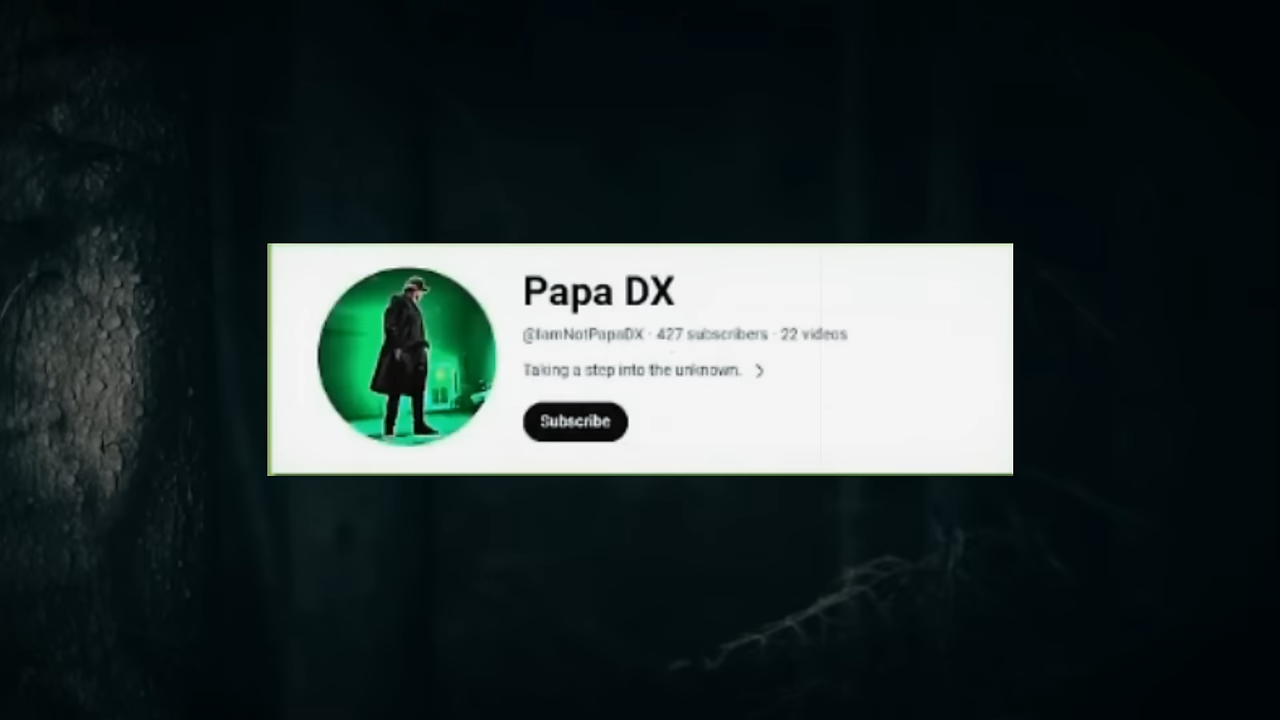 Papa DX
@IamNotPapaDX · 427 subscribers · 22 videos
Taking a step into the unknown.
Subscribe